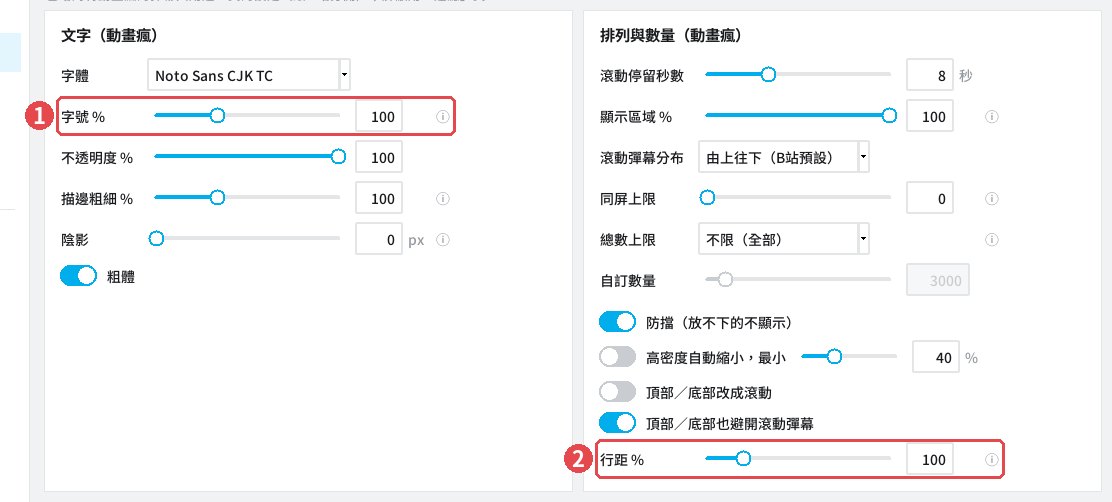 文字（動畫瘋）
字體
Noto Sans CJK TC
1
字號 %
100
不透明度 %
100
描邊粗細 %
100
陰影
0 px
粗體
排列與數量（動畫瘋）
滾動停留秒數
8 秒
顯示區域 %
100
滾動彈幕分布
由上往下（B站預設）
同屏上限
0
總數上限
不限（全部）
自訂數量
3000
防擋（放不下的不顯示）
高密度自動縮小，最小
40 %
頂部／底部改成滾動
頂部／底部也避開滾動彈幕
2
行距 %
100